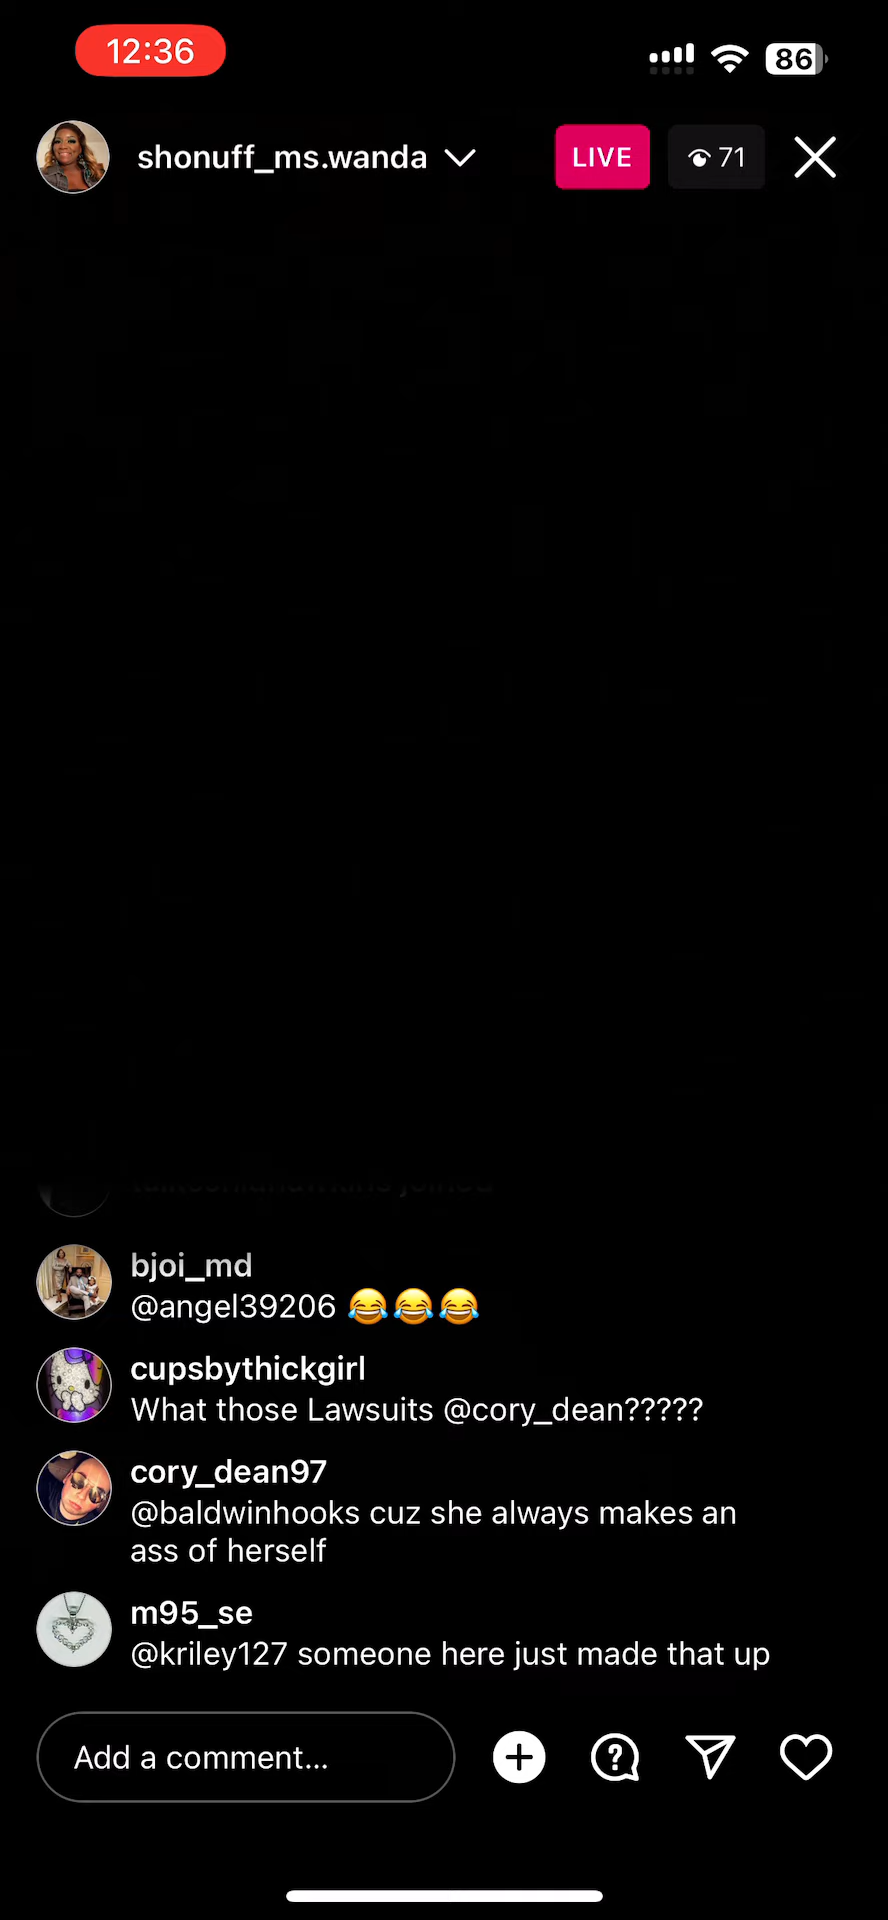 12:36
86
shonuff_ms.wanda
LIVE
71
bjoi_md
@angel39206 😂😂😂
cupsbythickgirl
What those Lawsuits @cory_dean?????
cory_dean97
@baldwinhooks cuz she always makes an
ass of herself
m95_se
@kriley127 someone here just made that up
Add a comment...